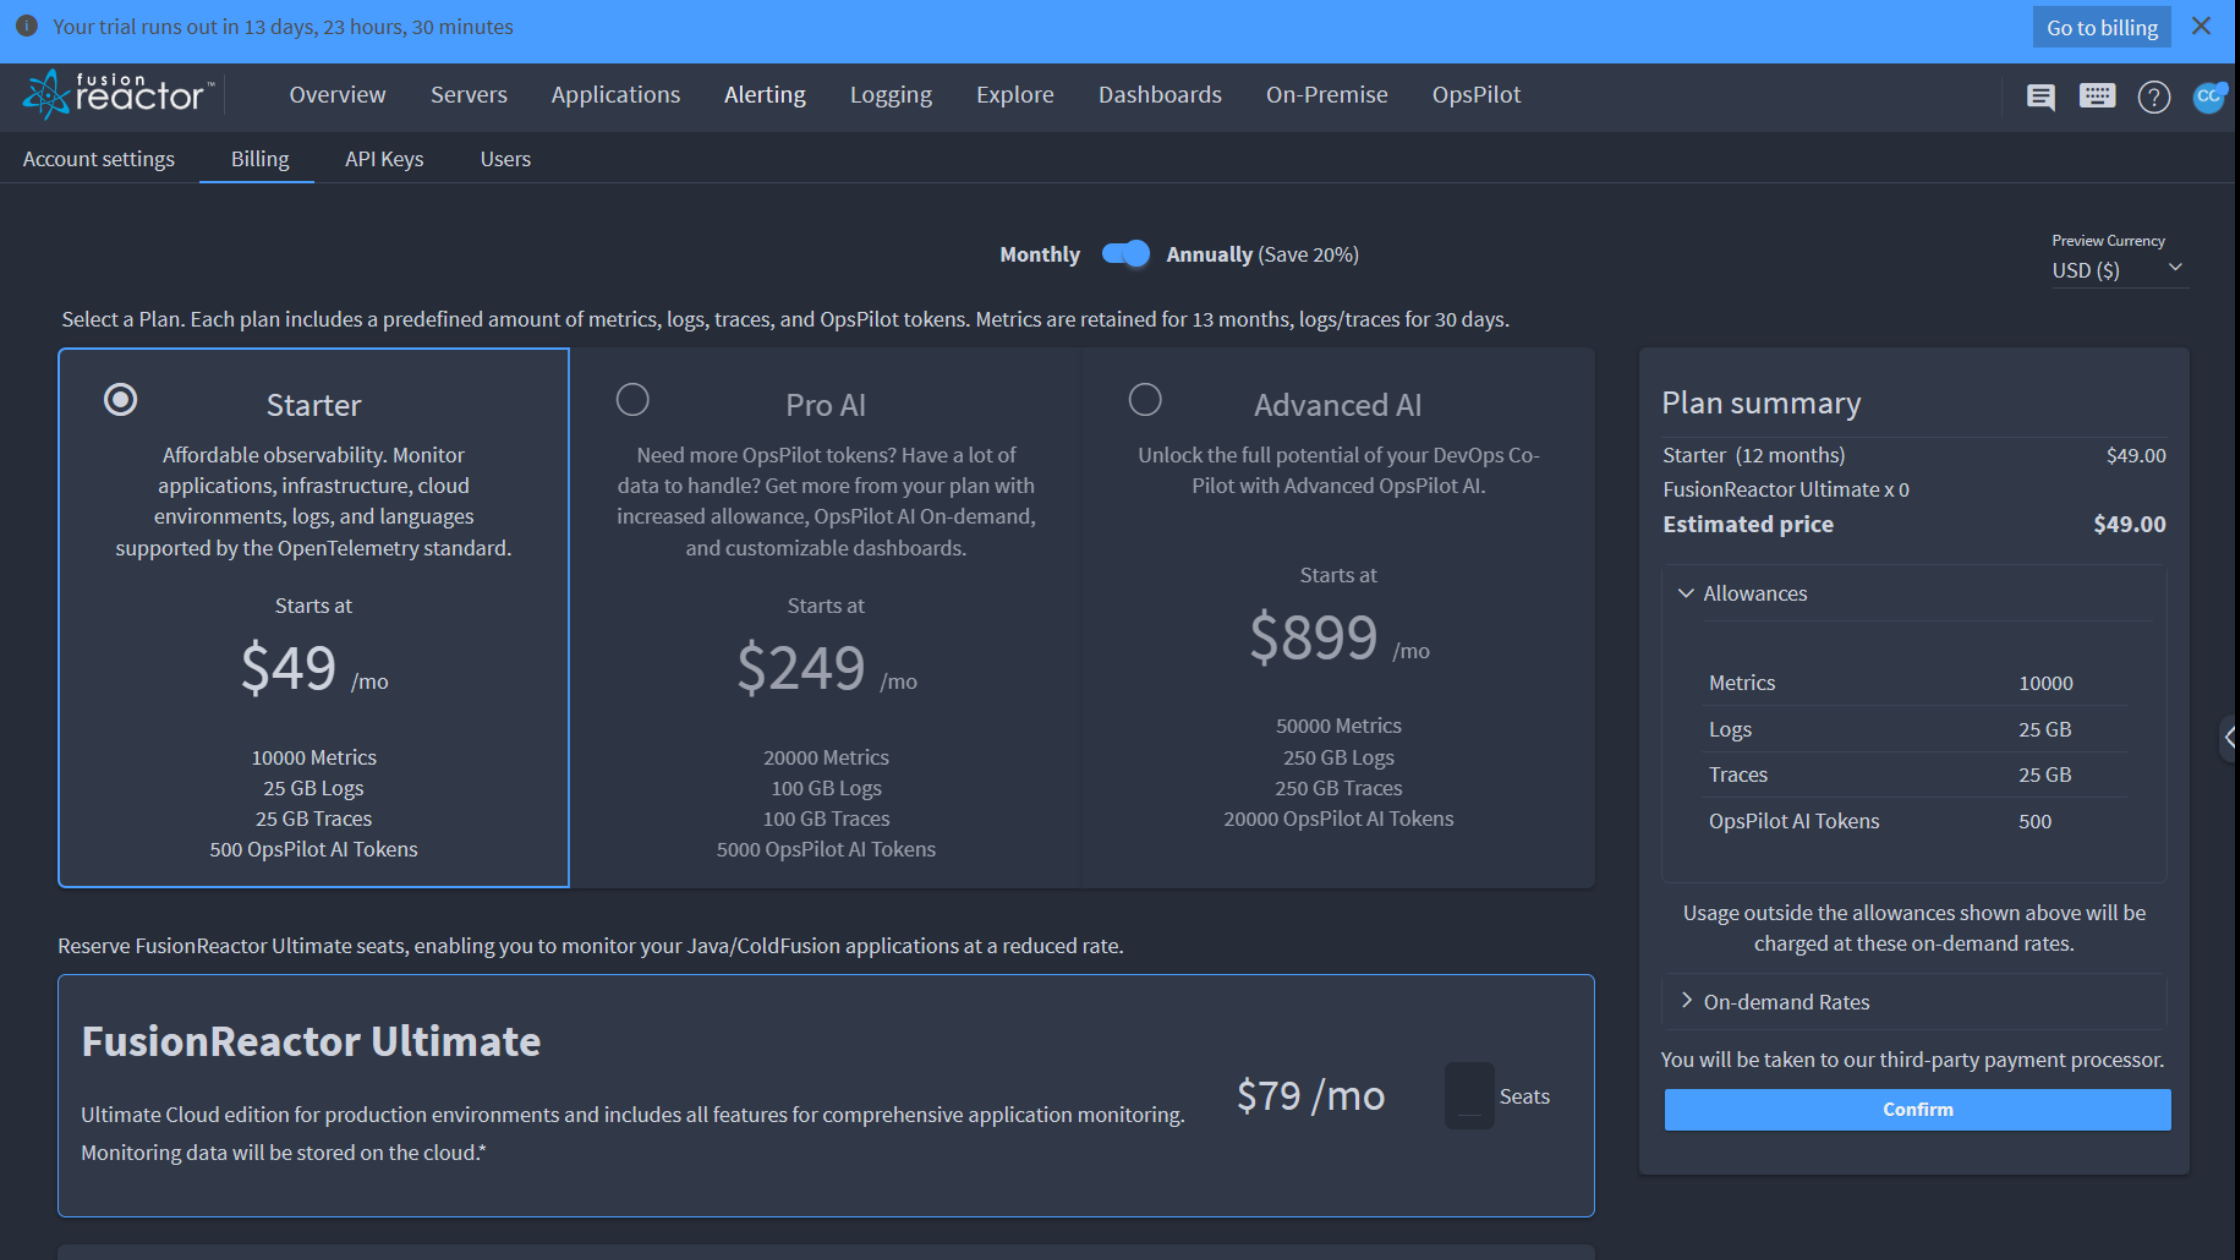 Your trial runs out in 13 days, 23 hours, 30 minutes
Go to billing
fusion
reactor™
Overview
Servers
Applications
Alerting
Logging
Explore
Dashboards
On-Premise
OpsPilot
CC
Account settings
Billing
API Keys
Users
Monthly
Annually (Save 20%)
Preview Currency
USD ($)
Select a Plan. Each plan includes a predefined amount of metrics, logs, traces, and OpsPilot tokens. Metrics are retained for 13 months, logs/traces for 30 days.
Starter
Affordable observability. Monitor
applications, infrastructure, cloud
environments, logs, and languages
supported by the OpenTelemetry standard.
Starts at
$49 /mo
10000 Metrics
25 GB Logs
25 GB Traces
500 OpsPilot AI Tokens
Pro AI
Need more OpsPilot tokens? Have a lot of
data to handle? Get more from your plan with
increased allowance, OpsPilot AI On-demand,
and customizable dashboards.
Starts at
$249 /mo
20000 Metrics
100 GB Logs
100 GB Traces
5000 OpsPilot AI Tokens
Advanced AI
Unlock the full potential of your DevOps Co-
Pilot with Advanced OpsPilot AI.
Starts at
$899 /mo
50000 Metrics
250 GB Logs
250 GB Traces
20000 OpsPilot AI Tokens
Plan summary
Starter (12 months) $49.00
FusionReactor Ultimate x 0
Estimated price $49.00
Allowances
Metrics 10000
Logs 25 GB
Traces 25 GB
OpsPilot AI Tokens 500
Usage outside the allowances shown above will be
charged at these on-demand rates.
On-demand Rates
You will be taken to our third-party payment processor.
Confirm
Reserve FusionReactor Ultimate seats, enabling you to monitor your Java/ColdFusion applications at a reduced rate.
FusionReactor Ultimate
Ultimate Cloud edition for production environments and includes all features for comprehensive application monitoring.
Monitoring data will be stored on the cloud.*
$79 /mo
Seats